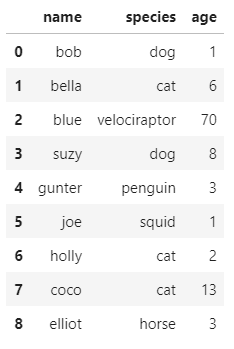 name species age
0 bob dog 1
1 bella cat 6
2 blue velociraptor 70
3 suzy dog 8
4 gunter penguin 3
5 joe squid 1
6 holly cat 2
7 coco cat 13
8 elliot horse 3